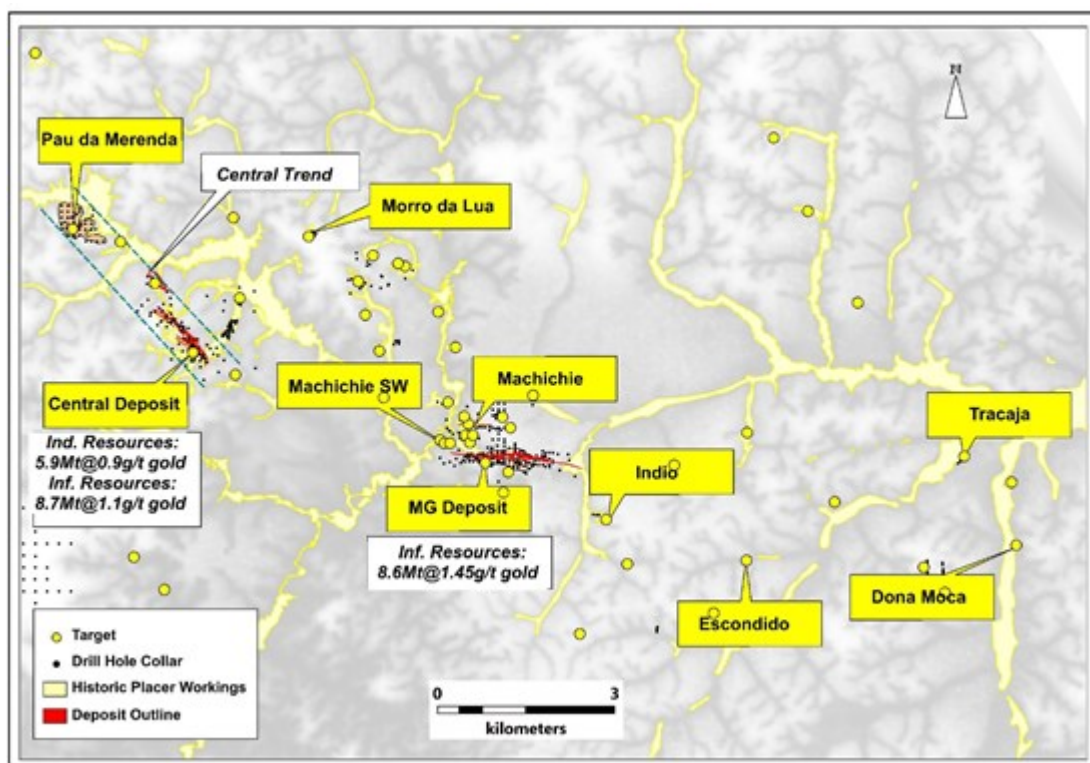 N
Pau da Merenda
Central Trend
Morro da Lua
Machichie SW
Machichie
Central Deposit
Tracaja
Ind. Resources:
5.9Mt@0.9g/t gold
Inf. Resources:
8.7Mt@1.1g/t gold
Indio
MG Deposit
Inf. Resources:
8.6Mt@1.45g/t gold
Dona Moca
Escondido
Target
Drill Hole Collar
Historic Placer Workings
Deposit Outline
0 3
kilometers